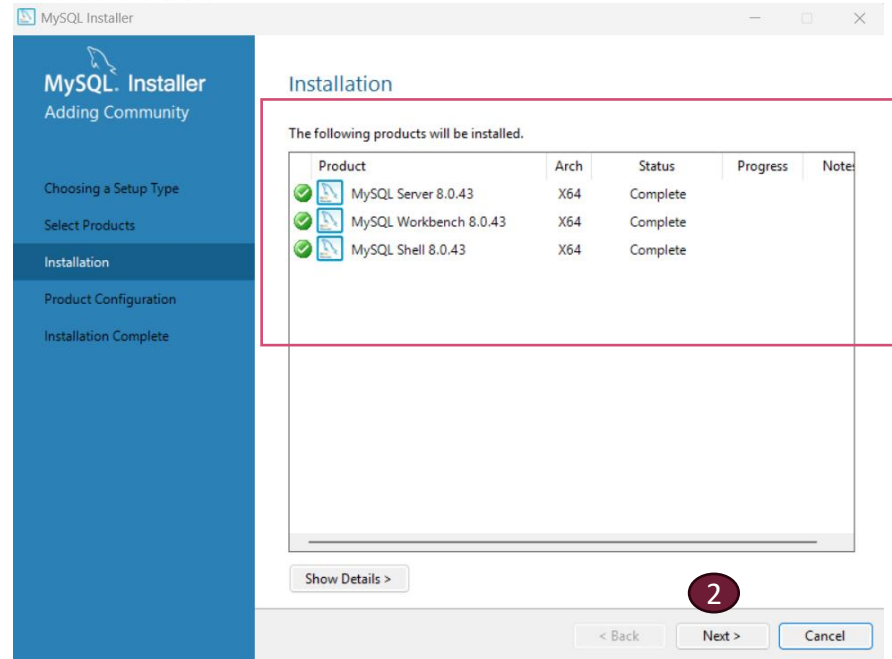 MySQL Installer
MySQL. Installer
Adding Community
Choosing a Setup Type
Select Products
Installation
Product Configuration
Installation Complete
Installation
The following products will be installed.
Product Arch Status Progress Notes
MySQL Server 8.0.43 X64 Complete
MySQL Workbench 8.0.43 X64 Complete
MySQL Shell 8.0.43 X64 Complete
Show Details >
2
< Back Next > Cancel